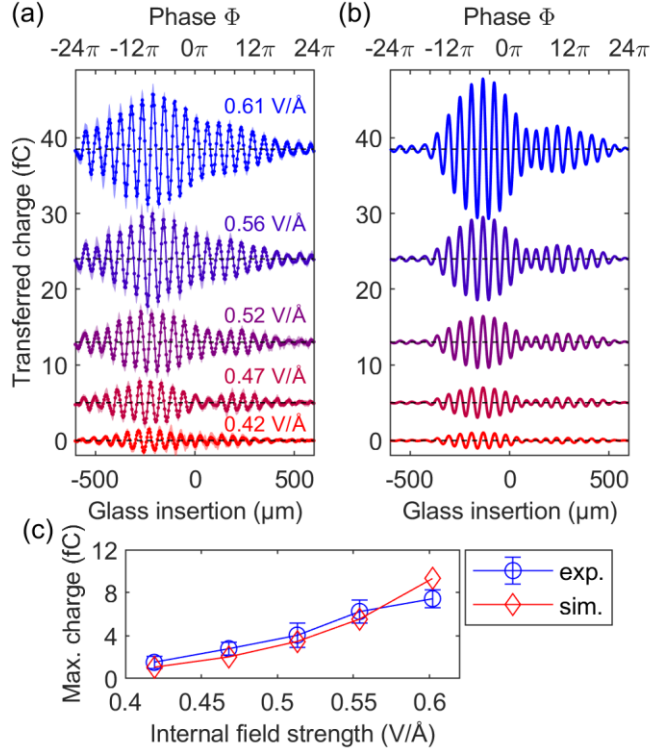 (a)
Phase Φ
-24π -12π 0π 12π 24π
Transferred charge (fC)
40
30
20
10
0
0.61 V/Å
0.56 V/Å
0.52 V/Å
0.47 V/Å
0.42 V/Å
-500 0 500
Glass insertion (μm)
(b)
Phase Φ
-24π -12π 0π 12π 24π
40
30
20
10
0
-500 0 500
Glass insertion (μm)
(c)
Max. charge (fC)
12
8
4
0
0.4 0.45 0.5 0.55 0.6
Internal field strength (V/Å)
exp.
sim.